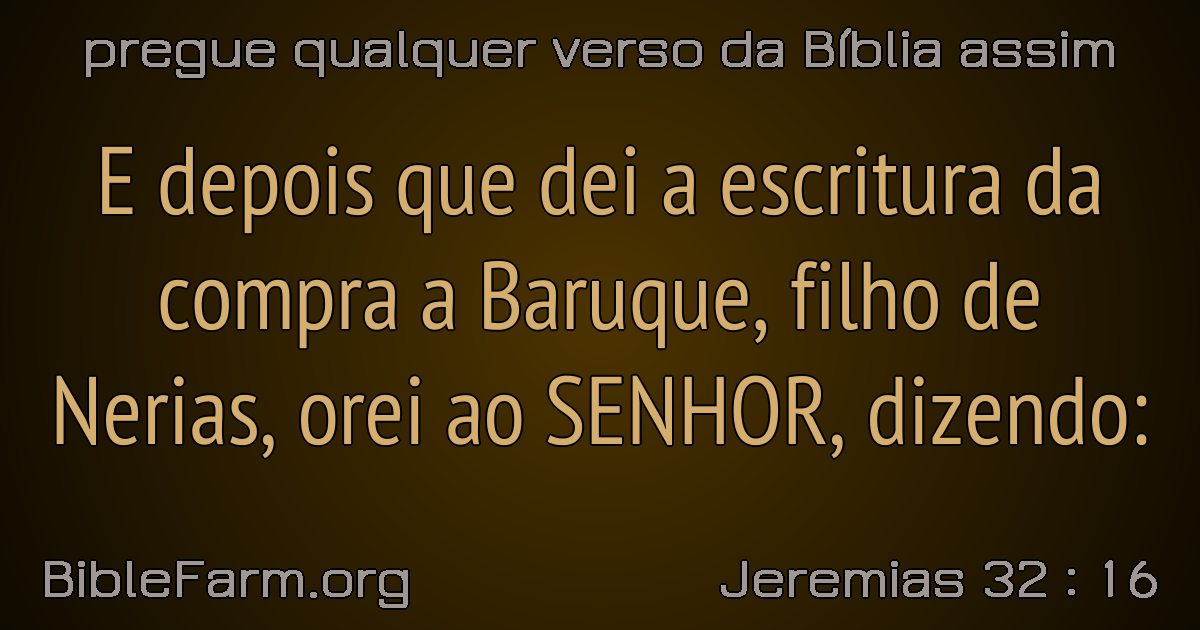 pregue qualquer verso da Bíblia assim
E depois que dei a escritura da
compra a Baruque, filho de
Nerias, orei ao SENHOR, dizendo:
BibleFarm.org
Jeremias 32 : 16